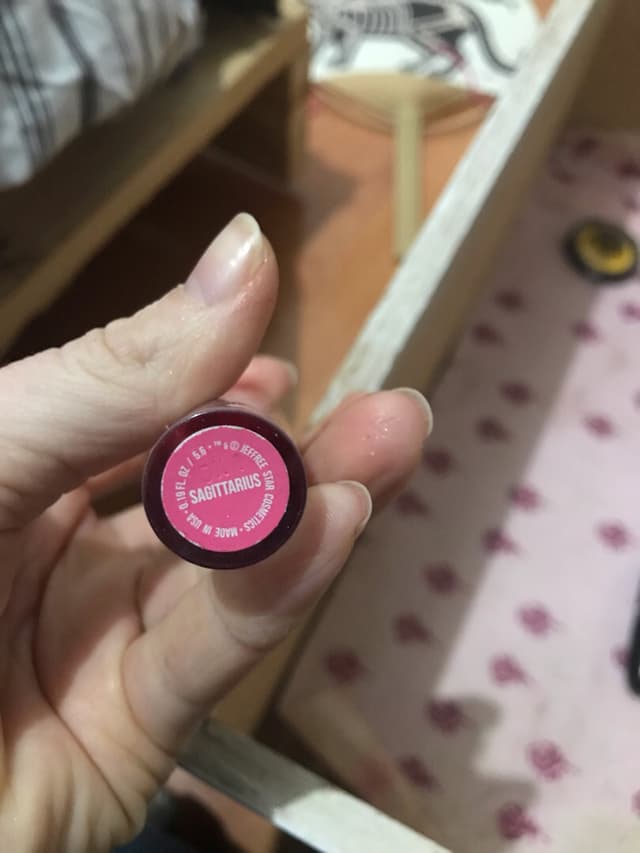 SAGITTARIUS
™ & © JEFFREE STAR COSMETICS • MADE IN USA • 0.19 FL. OZ / 5.6